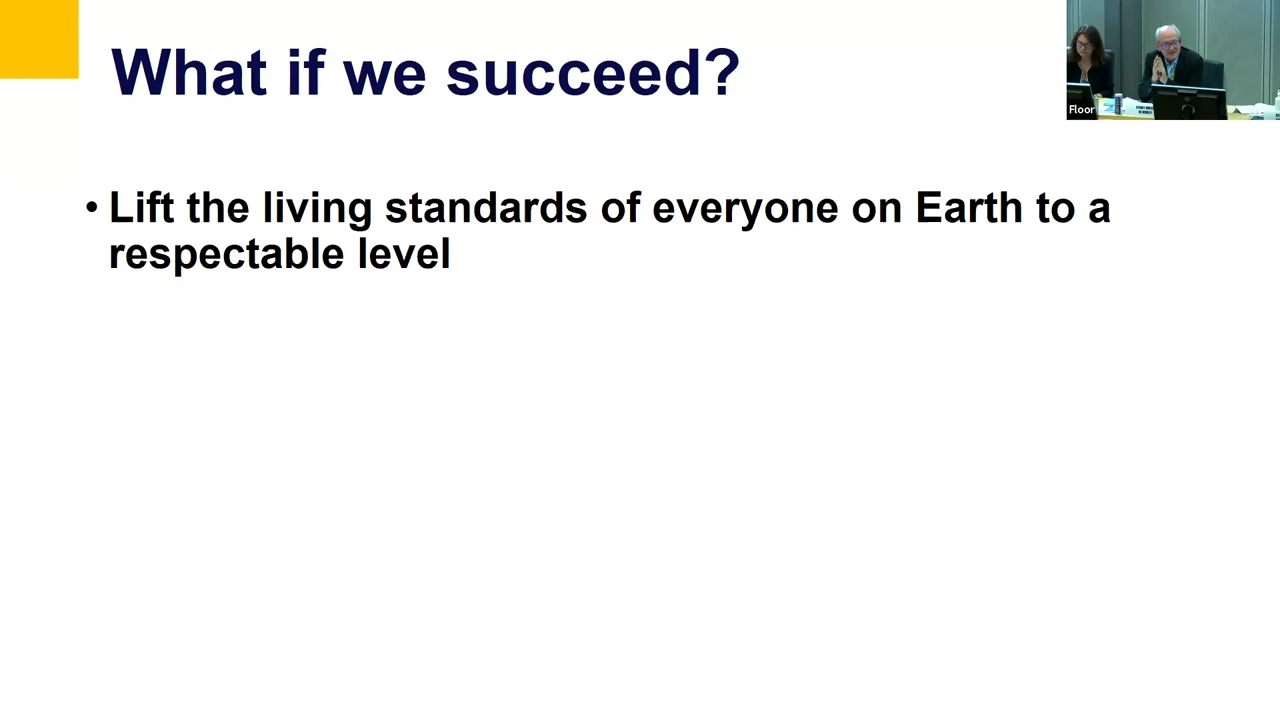 What if we succeed?
• Lift the living standards of everyone on Earth to a
respectable level
Floor